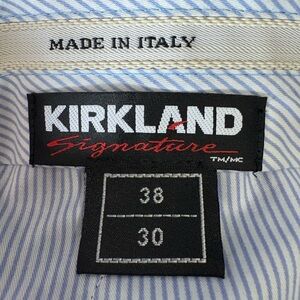 MADE IN ITALY
KIRKLAND
Signature
TM/MC
38
30